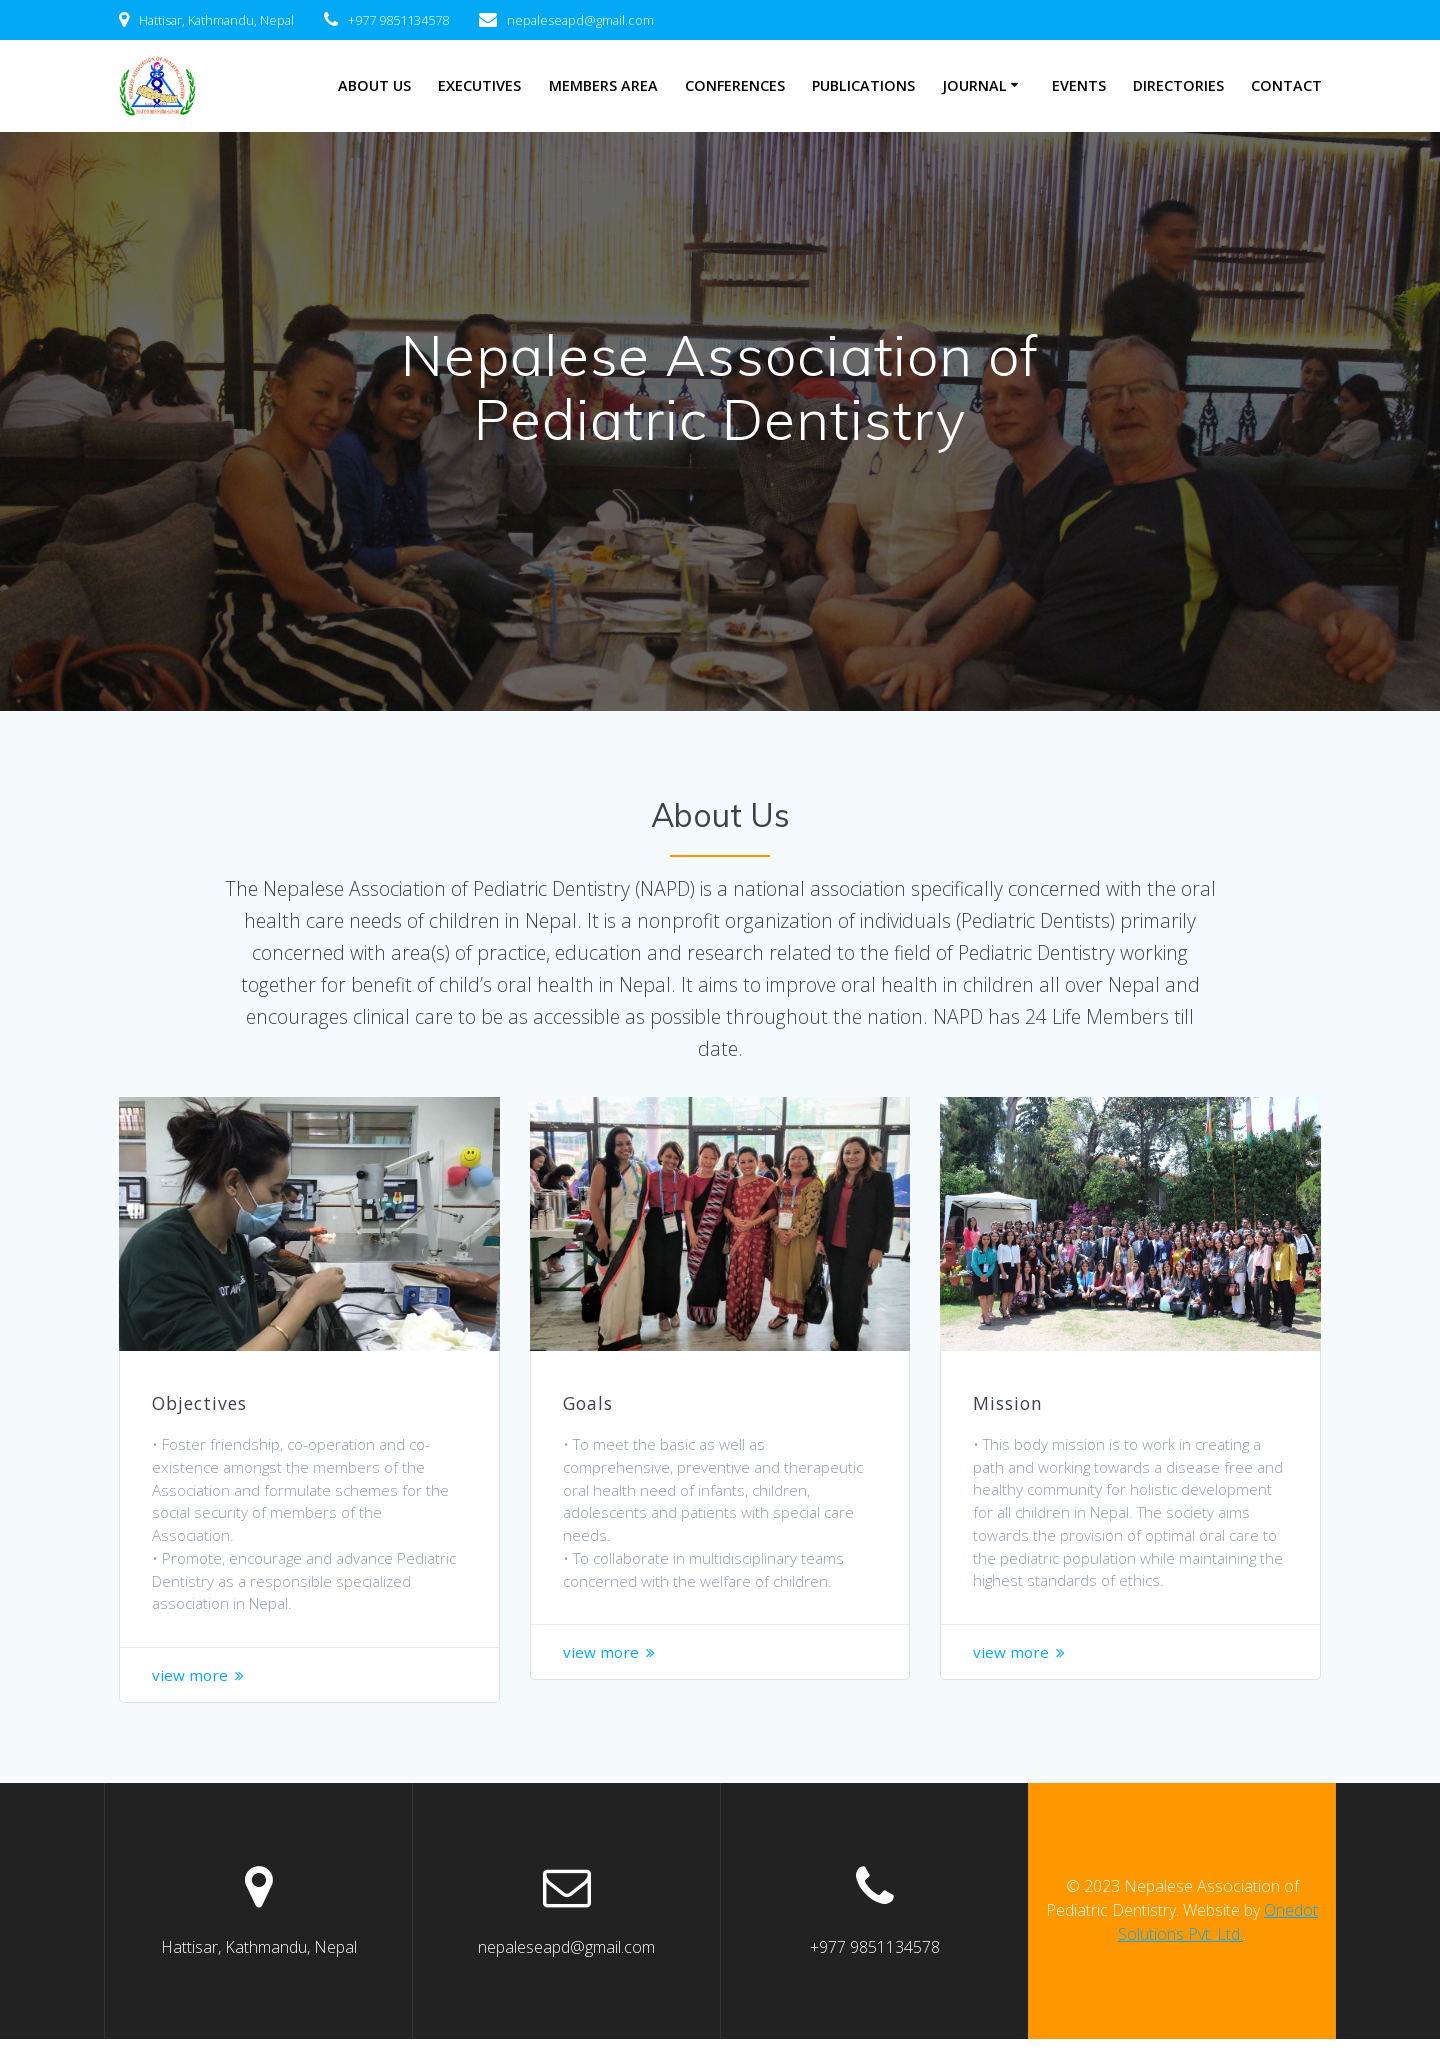 Hattisar, Kathmandu, Nepal +977 9851134578 nepaleseapd@gmail.com
ABOUT US EXECUTIVES MEMBERS AREA CONFERENCES PUBLICATIONS JOURNAL EVENTS DIRECTORIES CONTACT
Nepalese Association of
Pediatric Dentistry
About Us
The Nepalese Association of Pediatric Dentistry (NAPD) is a national association specifically concerned with the oral
health care needs of children in Nepal. It is a nonprofit organization of individuals (Pediatric Dentists) primarily
concerned with area(s) of practice, education and research related to the field of Pediatric Dentistry working
together for benefit of child’s oral health in Nepal. It aims to improve oral health in children all over Nepal and
encourages clinical care to be as accessible as possible throughout the nation. NAPD has 24 Life Members till
date.
Objectives
• Foster friendship, co-operation and co-
existence amongst the members of the
Association and formulate schemes for the
social security of members of the
Association.
• Promote, encourage and advance Pediatric
Dentistry as a responsible specialized
association in Nepal.
view more
Goals
• To meet the basic as well as
comprehensive, preventive and therapeutic
oral health need of infants, children,
adolescents and patients with special care
needs.
• To collaborate in multidisciplinary teams
concerned with the welfare of children.
view more
Mission
• This body mission is to work in creating a
path and working towards a disease free and
healthy community for holistic development
for all children in Nepal. The society aims
towards the provision of optimal oral care to
the pediatric population while maintaining the
highest standards of ethics.
view more
Hattisar, Kathmandu, Nepal
nepaleseapd@gmail.com
+977 9851134578
© 2023 Nepalese Association of
Pediatric Dentistry. Website by Onedot
Solutions Pvt. Ltd.